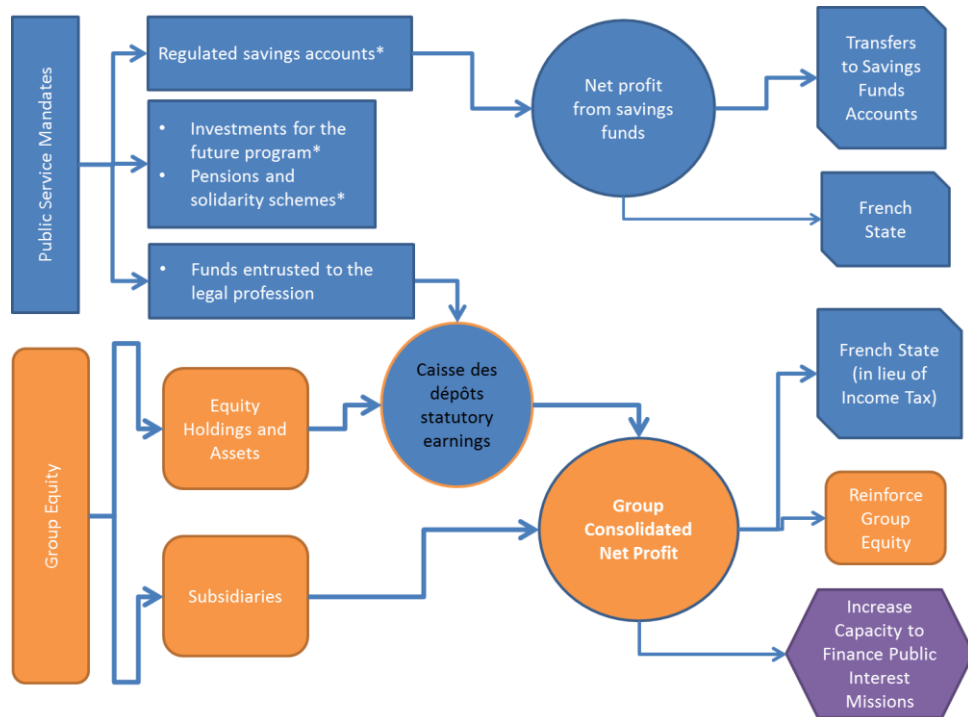 Public Service Mandates
Regulated savings accounts*
• Investments for the
future program*
• Pensions and
solidarity schemes*
• Funds entrusted to the
legal profession
Net profit
from savings
funds
Transfers
to Savings
Funds
Accounts
French
State
Group Equity
Equity
Holdings and
Assets
Subsidiaries
Caisse des
dépôts
statutory
earnings
Group
Consolidated
Net Profit
French State
(in lieu of
Income Tax)
Reinforce
Group
Equity
Increase
Capacity to
Finance Public
Interest
Missions